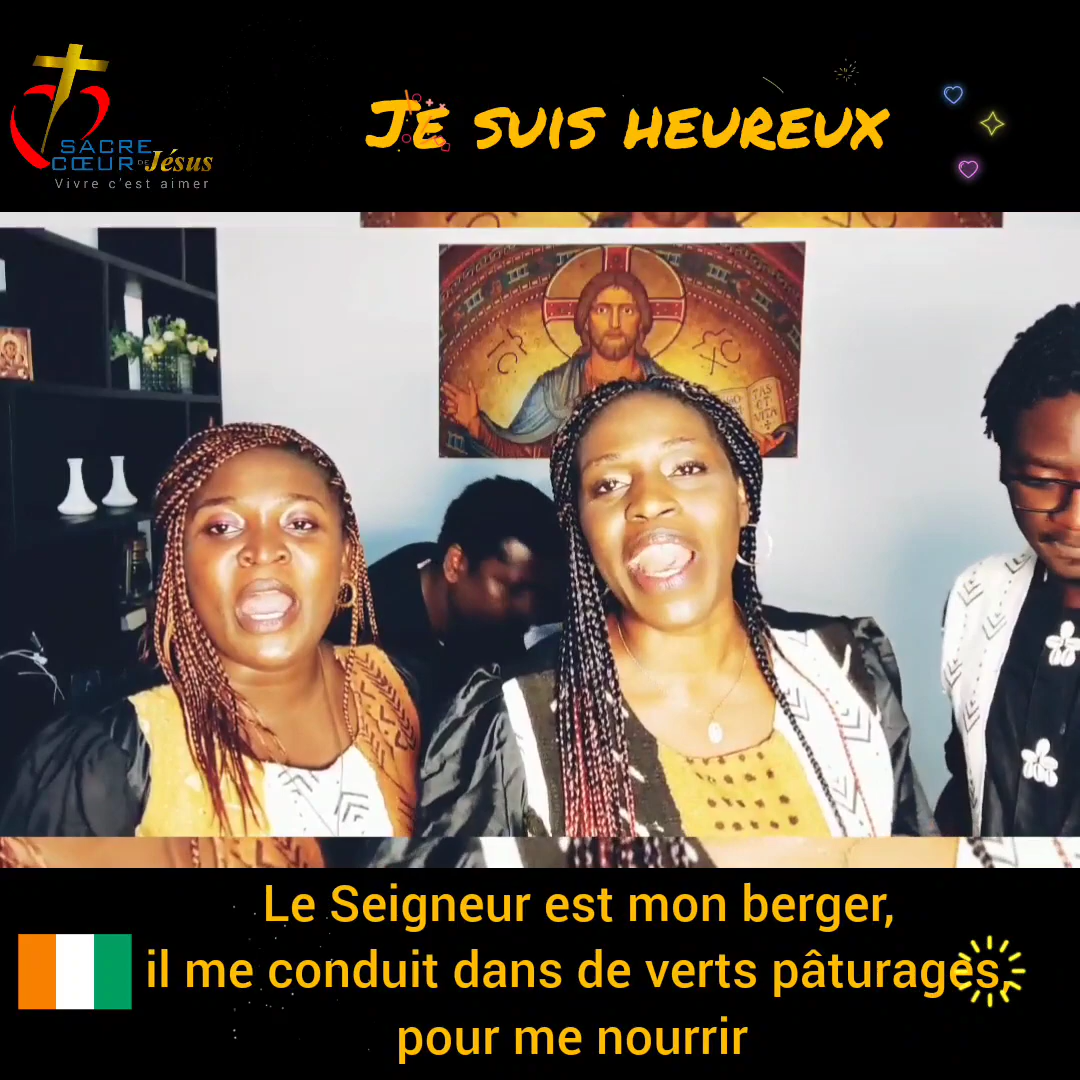 SACRE
CŒUR DE Jésus
Vivre c'est aimer
Je suis heureux
Le Seigneur est mon berger,
il me conduit dans de verts pâturages,
pour me nourrir